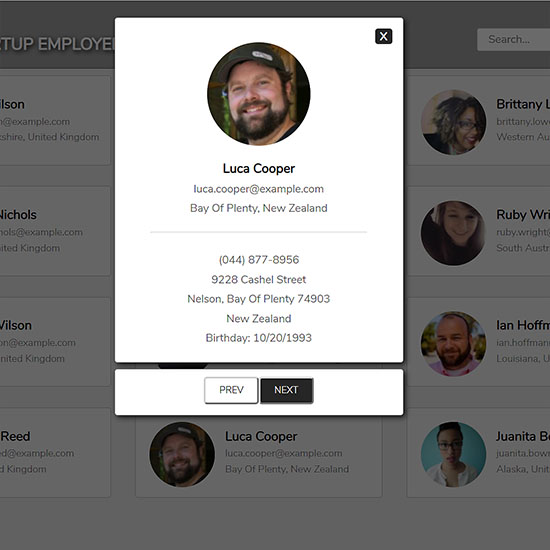 TUP EMPLOYE
Search...
X
Luca Cooper
luca.cooper@example.com
Bay Of Plenty, New Zealand
(044) 877-8956
9228 Cashel Street
Nelson, Bay Of Plenty 74903
New Zealand
Birthday: 10/20/1993
PREV NEXT
ilson
n@example.com
kshire, United Kingdom
Brittany L
brittany.low
Western Au
Nichols
hols@example.com
nited Kingdom
Ruby Wri
ruby.wright@
South Austr
Wilson
on@example.com
United Kingdom
Ian Hoffm
ian.hoffman
Louisiana, U
Reed
ed@example.com
d Kingdom
Luca Cooper
luca.cooper@example.com
Bay Of Plenty, New Zealand
Juanita Bo
juanita.bow
Alaska, Unit